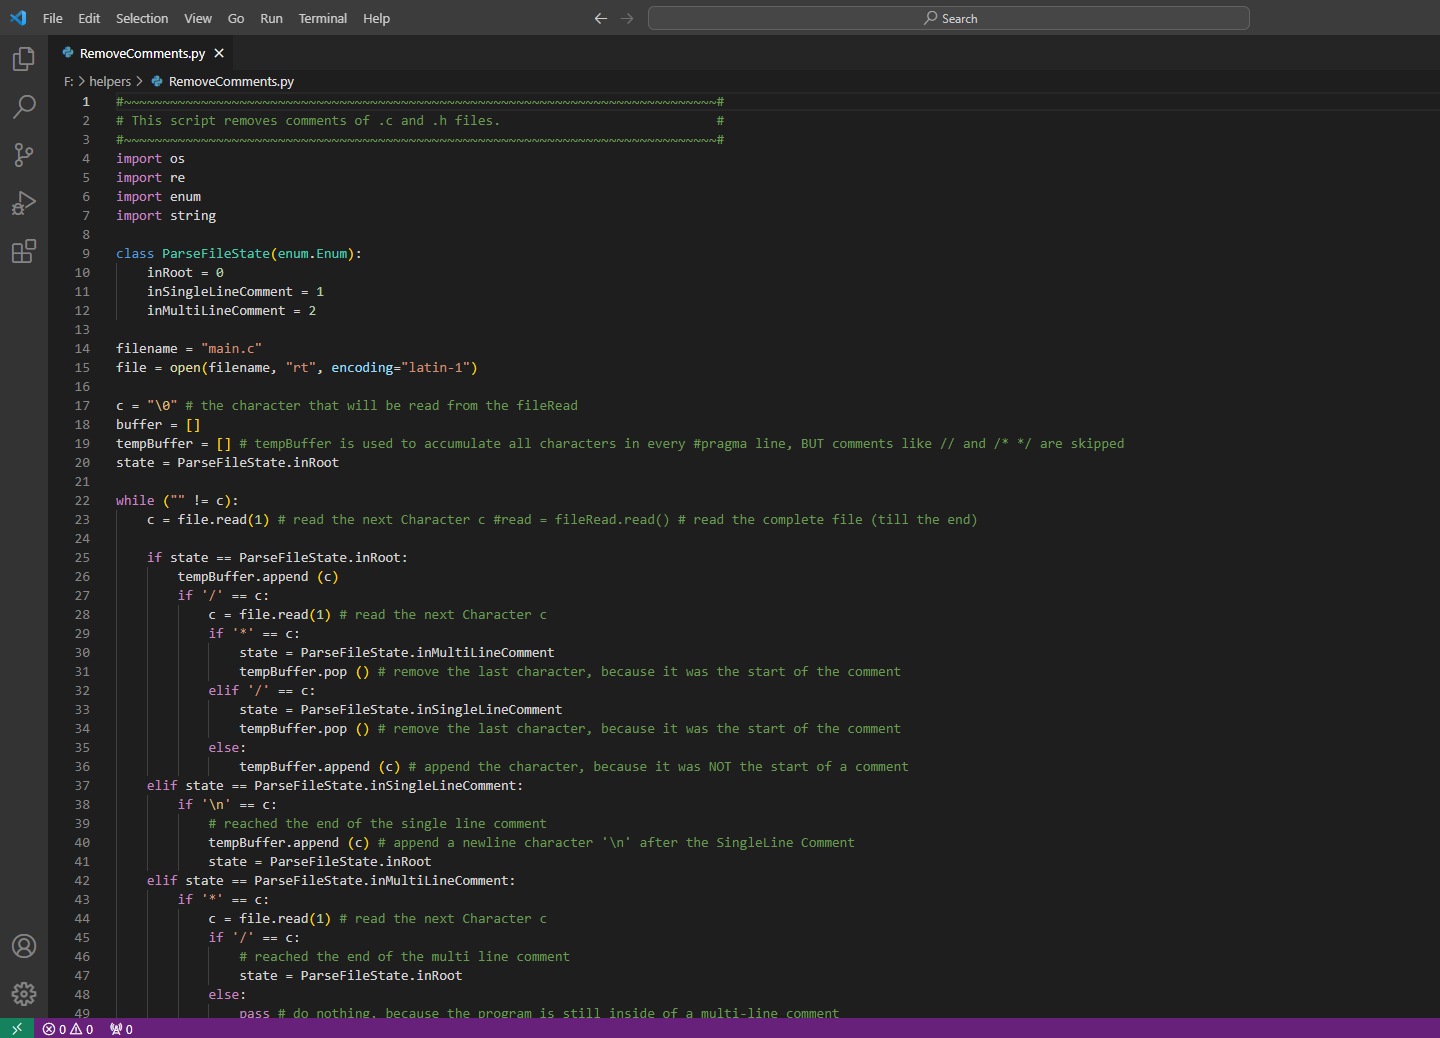 File Edit Selection View Go Run Terminal Help Search
RemoveComments.py
F: > helpers > RemoveComments.py
1 #~~~~~~~~~~~~~~~~~~~~~~~~~~~~~~~~~~~~~~~~~~~~~~~~~~~~~~~~~~~~~~~~~~~~~~~~~~~~~#
2 # This script removes comments of .c and .h files.                            #
3 #~~~~~~~~~~~~~~~~~~~~~~~~~~~~~~~~~~~~~~~~~~~~~~~~~~~~~~~~~~~~~~~~~~~~~~~~~~~~~#
4 import os
5 import re
6 import enum
7 import string
8
9 class ParseFileState(enum.Enum):
10     inRoot = 0
11     inSingleLineComment = 1
12     inMultiLineComment = 2
13
14 filename = "main.c"
15 file = open(filename, "rt", encoding="latin-1")
16
17 c = "\0" # the character that will be read from the fileRead
18 buffer = []
19 tempBuffer = [] # tempBuffer is used to accumulate all characters in every #pragma line, BUT comments like // and /* */ are skipped
20 state = ParseFileState.inRoot
21
22 while ("" != c):
23     c = file.read(1) # read the next Character c #read = fileRead.read() # read the complete file (till the end)
24
25     if state == ParseFileState.inRoot:
26         tempBuffer.append (c)
27         if '/' == c:
28             c = file.read(1) # read the next Character c
29             if '*' == c:
30                 state = ParseFileState.inMultiLineComment
31                 tempBuffer.pop () # remove the last character, because it was the start of the comment
32             elif '/' == c:
33                 state = ParseFileState.inSingleLineComment
34                 tempBuffer.pop () # remove the last character, because it was the start of the comment
35             else:
36                 tempBuffer.append (c) # append the character, because it was NOT the start of a comment
37     elif state == ParseFileState.inSingleLineComment:
38         if '\n' == c:
39             # reached the end of the single line comment
40             tempBuffer.append (c) # append a newline character '\n' after the SingleLine Comment
41             state = ParseFileState.inRoot
42     elif state == ParseFileState.inMultiLineComment:
43         if '*' == c:
44             c = file.read(1) # read the next Character c
45             if '/' == c:
46                 # reached the end of the multi line comment
47                 state = ParseFileState.inRoot
48             else:
49                 pass # do nothing, because the program is still inside of a multi-line comment
0 0 0